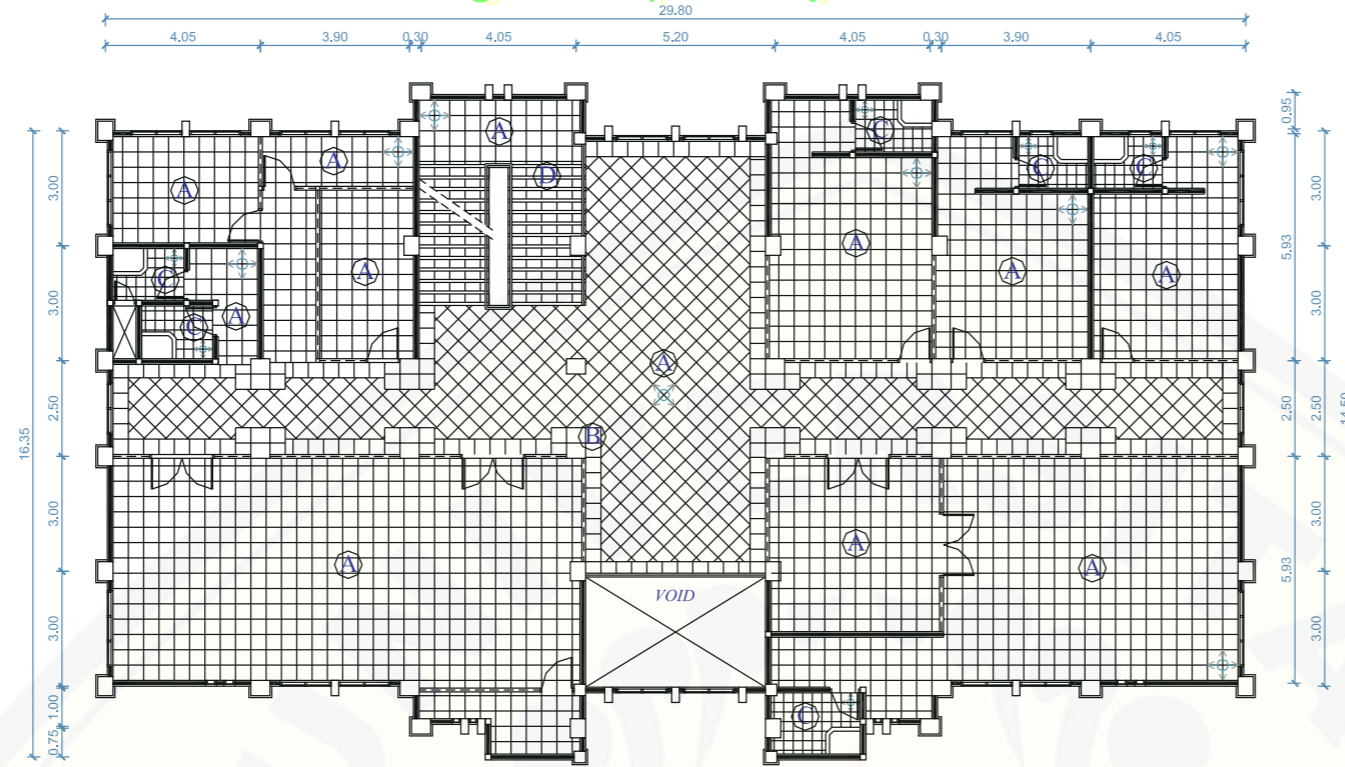 29.80
4.05 3.90 0.30 4.05 5.20 4.05 0.30 3.90 4.05
0.95
A C
A D C C
3.00 A 3.00
5.93
A
A A A
C
3.00 A 3.00
C
A
2.50 2.50 2.50
B
16.35
3.00 3.00
A A A
5.93
VOID
3.00 3.00
1.00 C
0.75